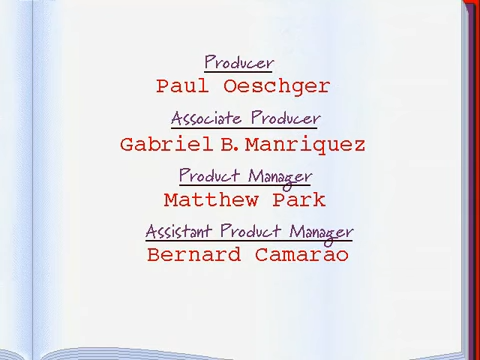 Producer
Paul Oeschger
Associate Producer
Gabriel B. Manriquez
Product Manager
Matthew Park
Assistant Product Manager
Bernard Camarao